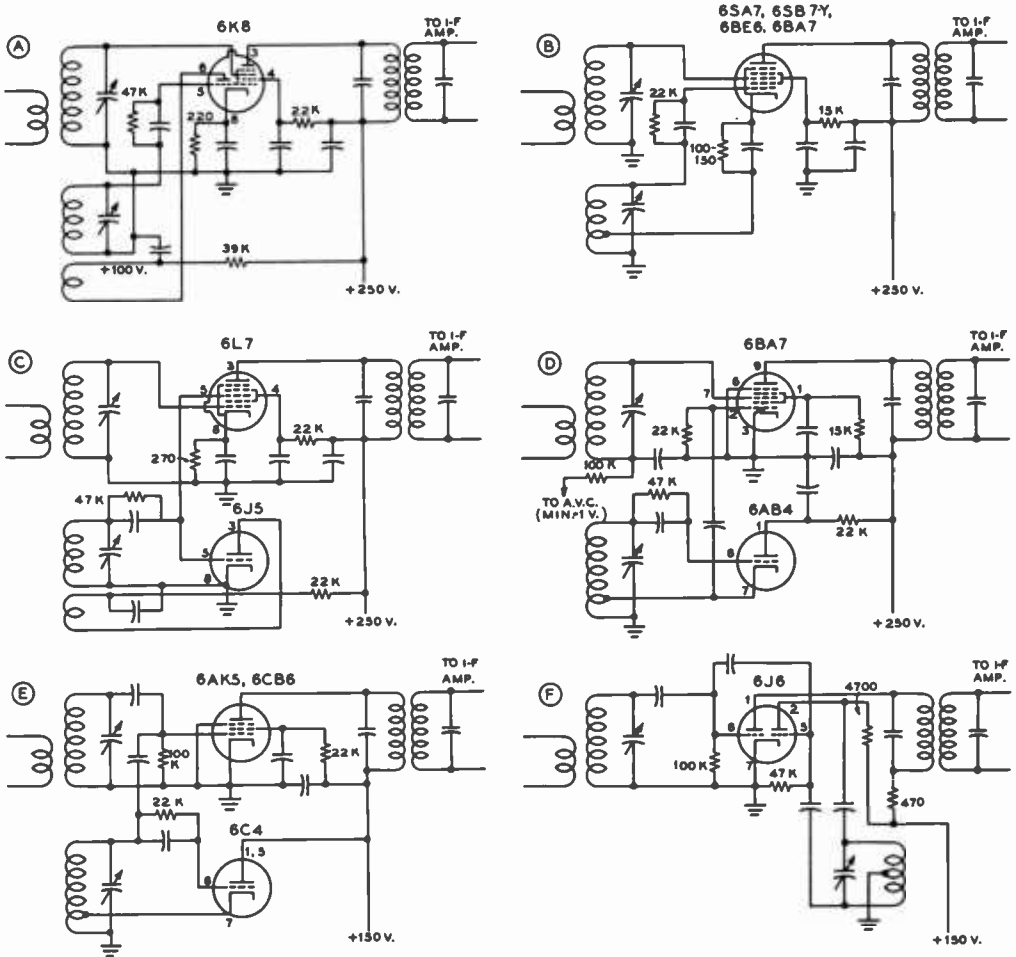 A
6K8
TO I-F
AMP.
3
6
5
4
47K
220
8
22K
39K
+100 V.
+250 V.
B
6SA7, 6SB7-Y,
6BE6, 6BA7
TO I-F
AMP.
22K
15K
100-
150
+250 V.
C
6L7
TO I-F
AMP.
3
5
4
8
22K
270
47K
6J5
3
5
8
22K
+250 V.
D
6BA7
TO I-F
AMP.
9
6
7
1
2
3
22K
15K
100K
TO A.V.C.
(MIN.-1 V.)
47K
6AB4
1
6
7
22K
+250 V.
E
6AK5, 6CB6
TO I-F
AMP.
100
K
22K
22K
6C4
1,5
6
7
+150 V.
F
6J6
TO I-F
AMP.
4700
1
2
6
5
7
100K
47K
470
+150 V.